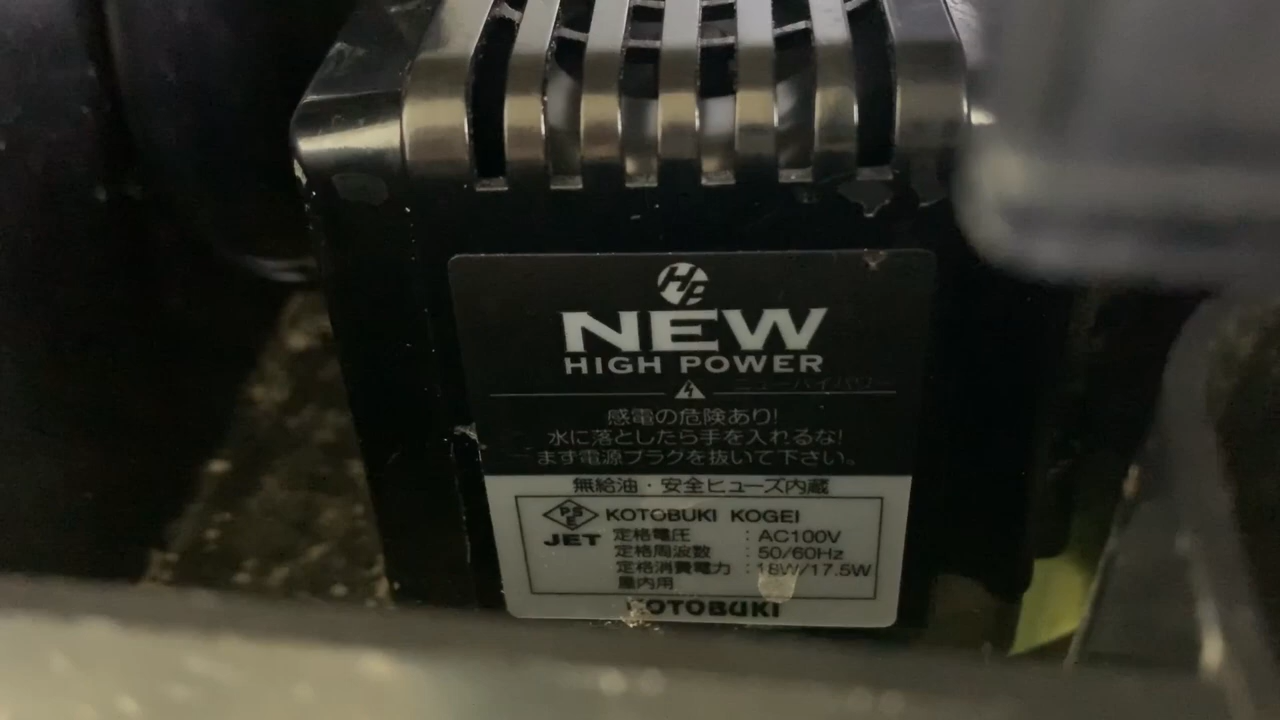 HP
NEW
HIGH POWER
ニューハイパワー
感電の危険あり!
水に落としたら手を入れるな!
まず電源プラグを抜いて下さい。
無給油・安全ヒューズ内蔵
PSE KOTOBUKI KOGEI
JET 定格電圧 : AC100V
定格周波数 : 50/60Hz
定格消費電力 : 18W/17.5W
屋内用
KOTOBUKI